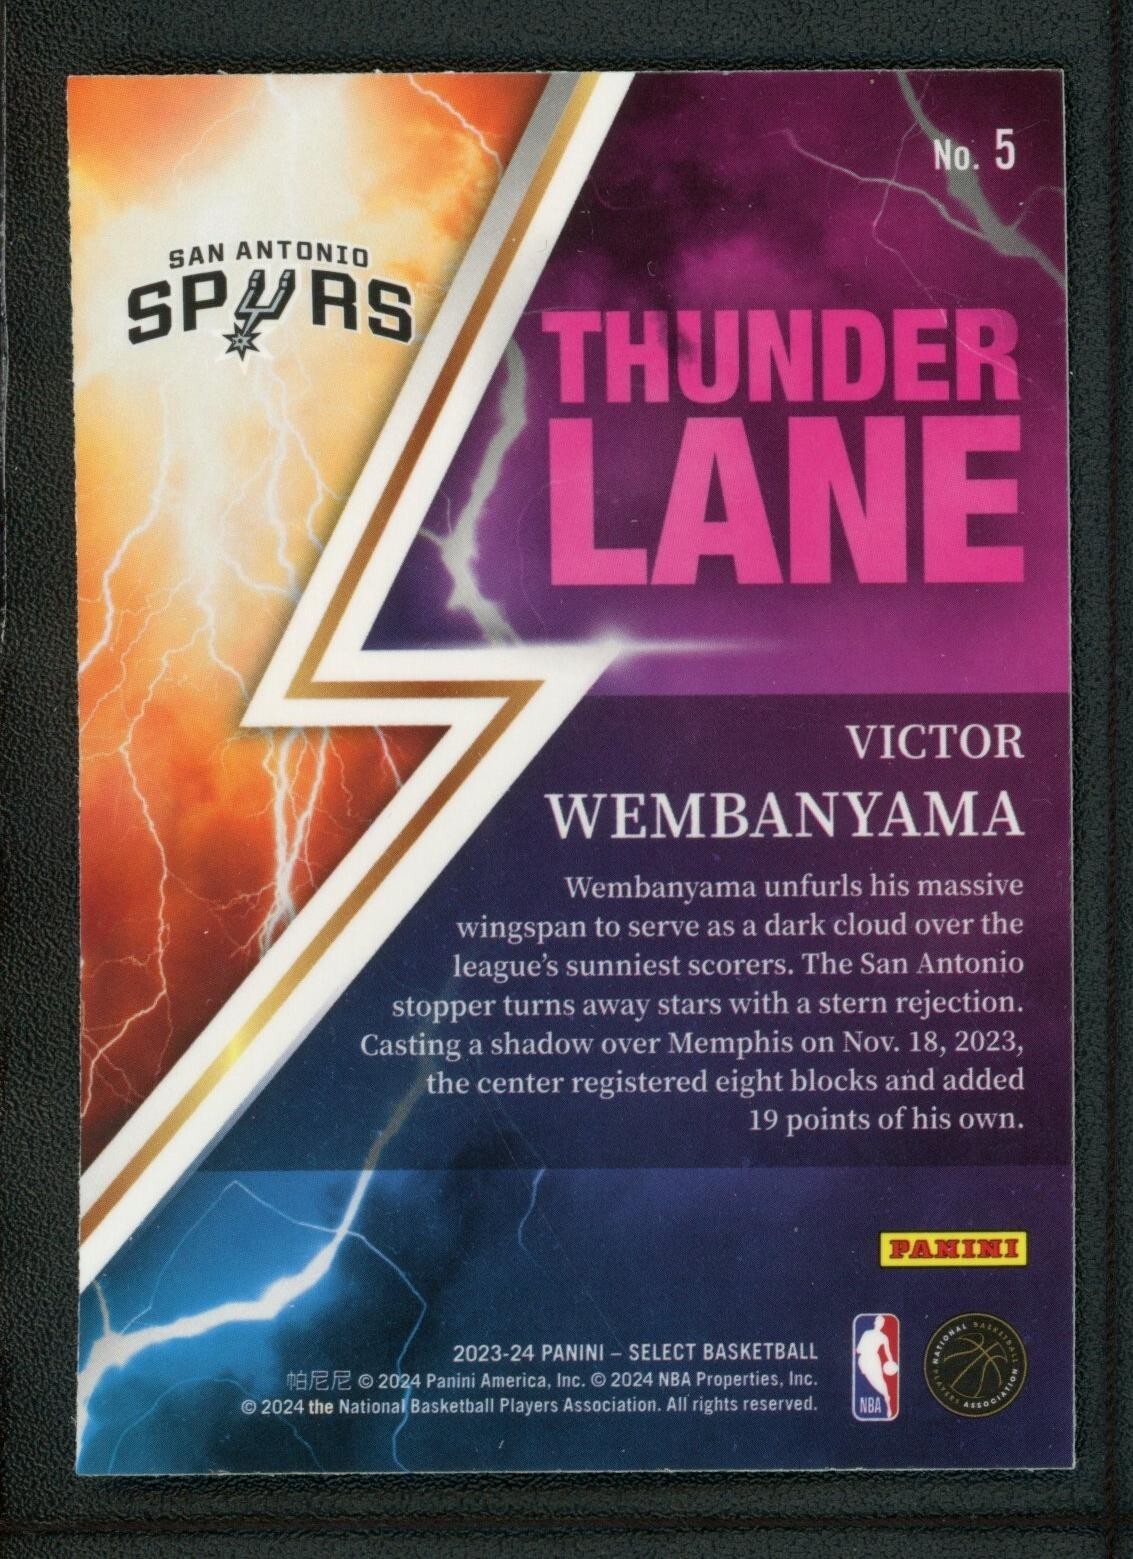 No. 5
SAN ANTONIO
SPURS
THUNDER
LANE
VICTOR
WEMBANYAMA
Wembanyama unfurls his massive
wingspan to serve as a dark cloud over the
league's sunniest scorers. The San Antonio
stopper turns away stars with a stern rejection.
Casting a shadow over Memphis on Nov. 18, 2023,
the center registered eight blocks and added
19 points of his own.
PANINI
2023-24 PANINI – SELECT BASKETBALL
帕尼尼 © 2024 Panini America, Inc. © 2024 NBA Properties, Inc.
© 2024 the National Basketball Players Association. All rights reserved.
NBA
NATIONAL BASKETBALL
PLAYERS ASSOCIATION